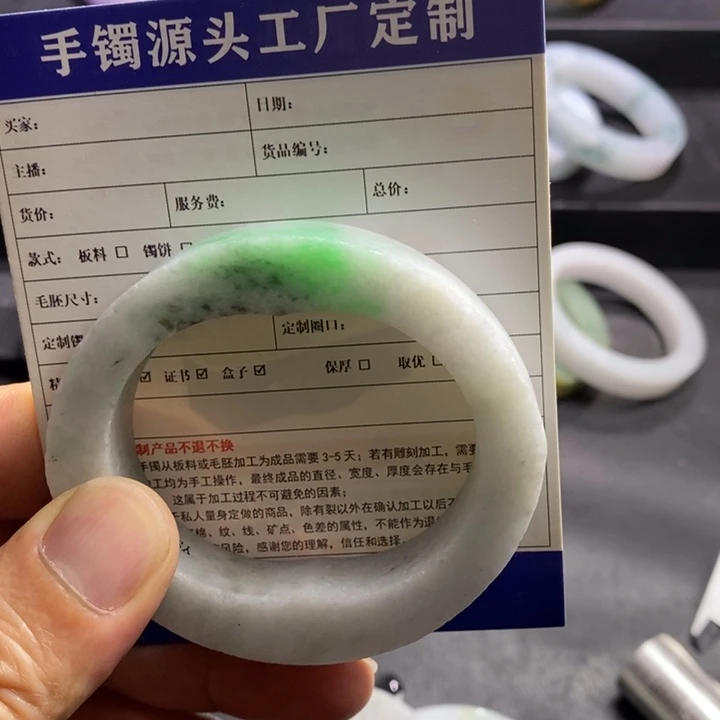 手镯源头工厂定制
买家： 日期：
主播： 货品编号：
货价： 服务费： 总价：
款式： 板料 □ 镯饼 □
毛胚尺寸：
定制镯 定制圈口：
☑ 证书 ☑ 盒子 ☑ 保厚 □ 取优 □
制产品不退不换
手镯从板料或毛胚加工为成品需要 3-5 天；若有雕刻加工，需要
工均为手工操作，最终成品的直径、宽度、厚度会存在与毛
这属于加工过程不可避免的因素；
于私人量身定做的商品，除有裂以外在确认加工以后不
棉、纹、线、矿点、色差的属性，不能作为退
风险，感谢您的理解，信任和选择